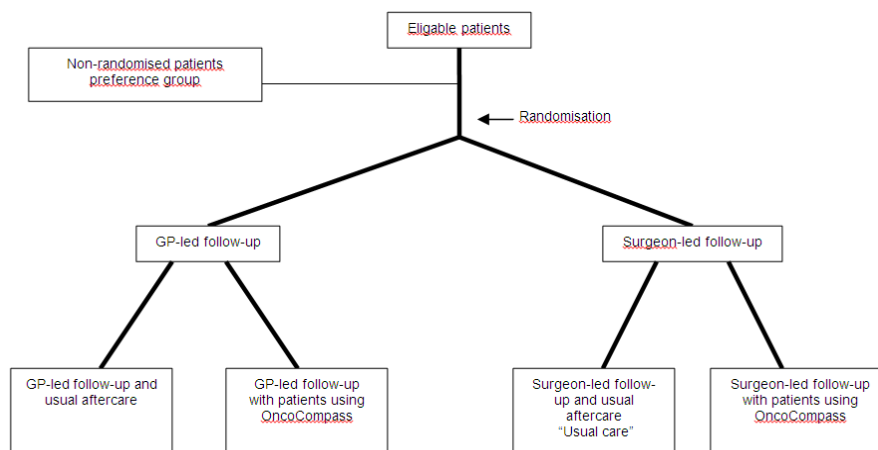 Eligable patients
Non-randomised patients
preference group
Randomisation
GP-led follow-up
Surgeon-led follow-up
GP-led follow-up and
usual aftercare
GP-led follow-up
with patients using
OncoCompass
Surgeon-led follow-
up and usual
aftercare
“Usual care”
Surgeon-led follow-up
with patients using
OncoCompass